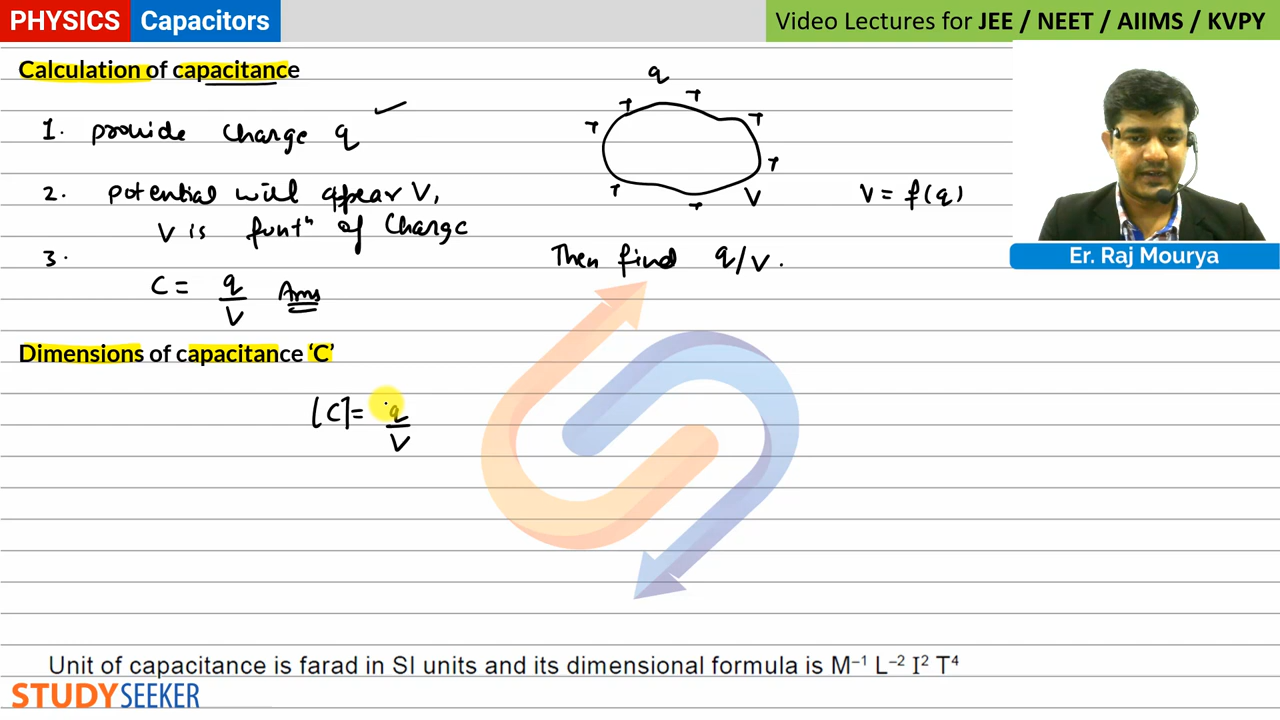 PHYSICS Capacitors
Video Lectures for JEE / NEET / AIIMS / KVPY
Calculation of capacitance
q
1. provide charge q
2. potential will appear V,
V = f(q)
V
V is funtⁿ of charge
3.
Then find q/V.
C = q/V Ans
Er. Raj Mourya
Dimensions of capacitance ‘C’
[C] = q/V
Unit of capacitance is farad in SI units and its dimensional formula is M⁻¹ L⁻² I² T⁴
STUDY SEEKER